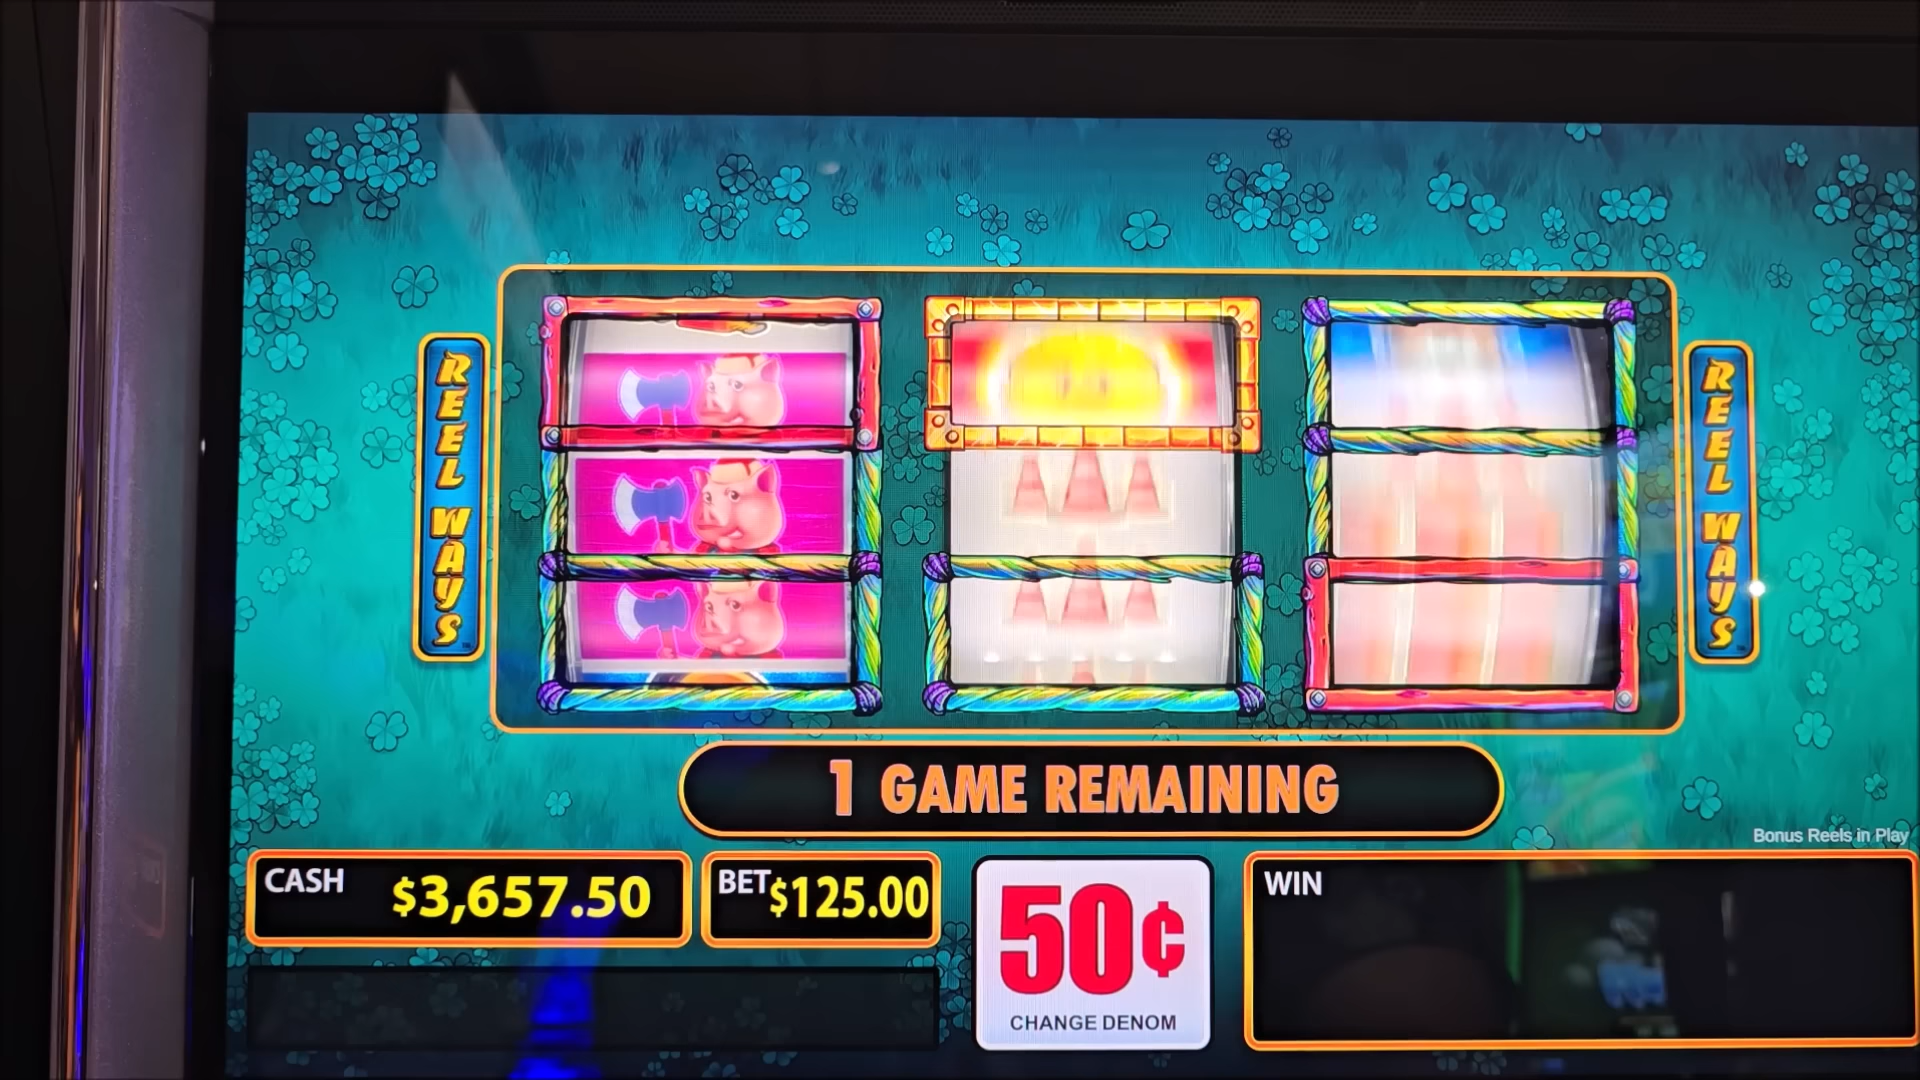 REEL WAYS
REEL WAYS
1 GAME REMAINING
Bonus Reels in Play
CASH $3,657.50
BET $125.00
50¢
CHANGE DENOM
WIN